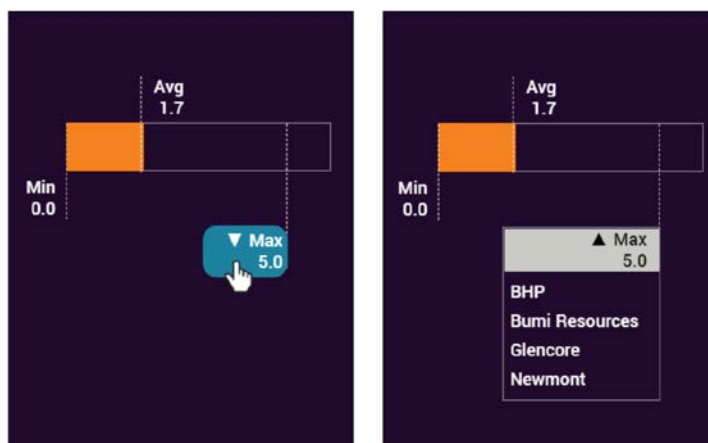 Avg
1.7
Min
0.0
▼ Max
5.0
Avg
1.7
Min
0.0
▲ Max
5.0
BHP
Bumi Resources
Glencore
Newmont